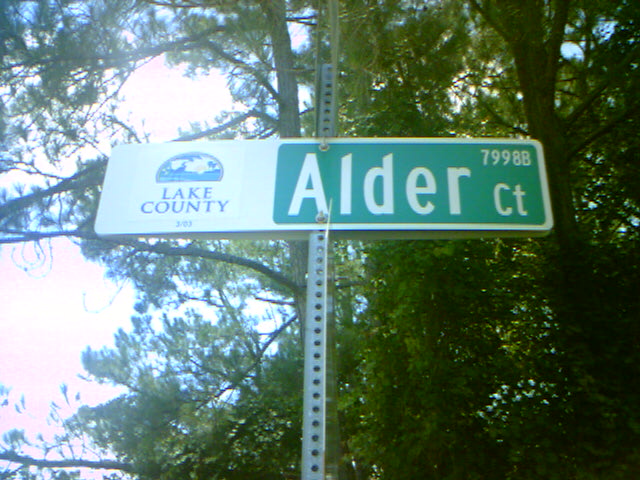 LAKE
COUNTY
3/03
Alder Ct
7998B